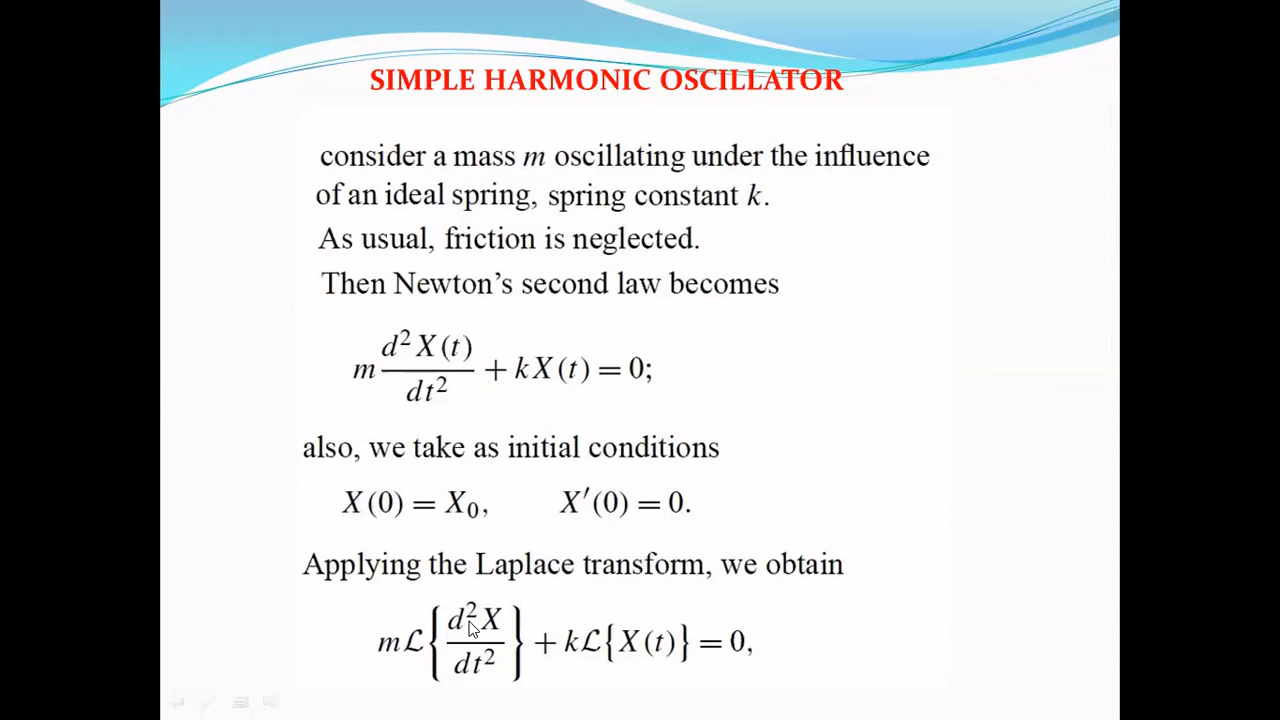 SIMPLE HARMONIC OSCILLATOR
consider a mass m oscillating under the influence
of an ideal spring, spring constant k.
As usual, friction is neglected.
Then Newton's second law becomes
m d²X(t)/dt² + kX(t) = 0;
also, we take as initial conditions
X(0) = X₀, X′(0) = 0.
Applying the Laplace transform, we obtain
mℒ{d²X/dt²} + kℒ{X(t)} = 0,